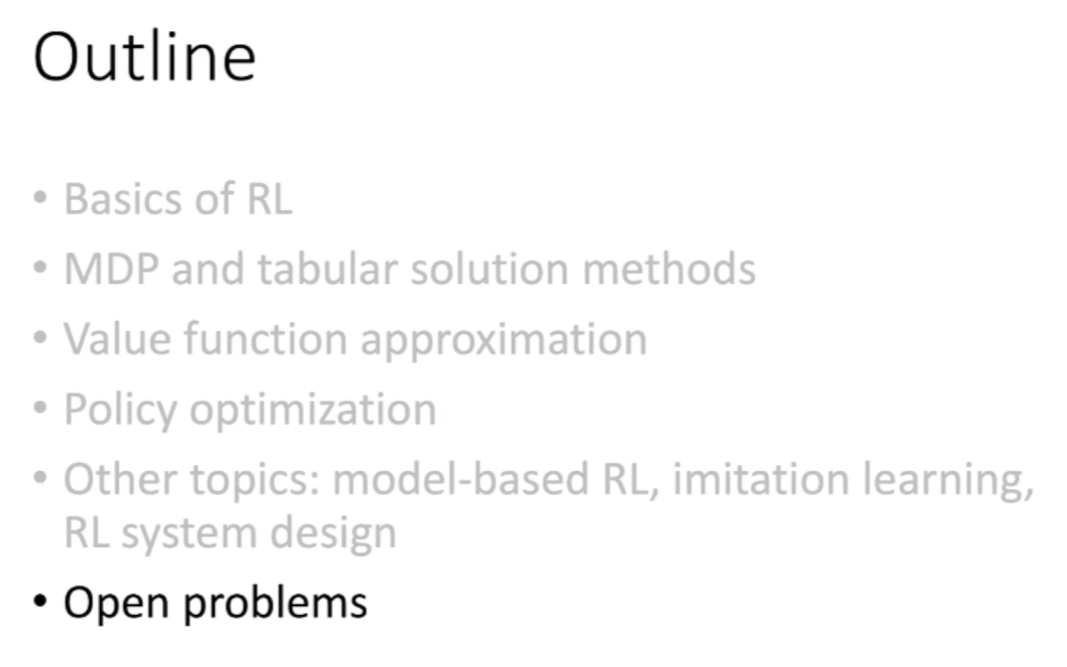 Outline
• Basics of RL
• MDP and tabular solution methods
• Value function approximation
• Policy optimization
• Other topics: model-based RL, imitation learning,
RL system design
• Open problems